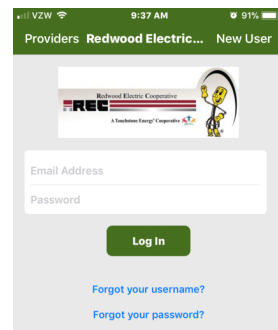 VZW 9:37 AM 91%
Providers Redwood Electric... New User
Redwood Electric Cooperative
REC
A Touchstone Energy® Cooperative
Email Address
Password
Log In
Forgot your username?
Forgot your password?